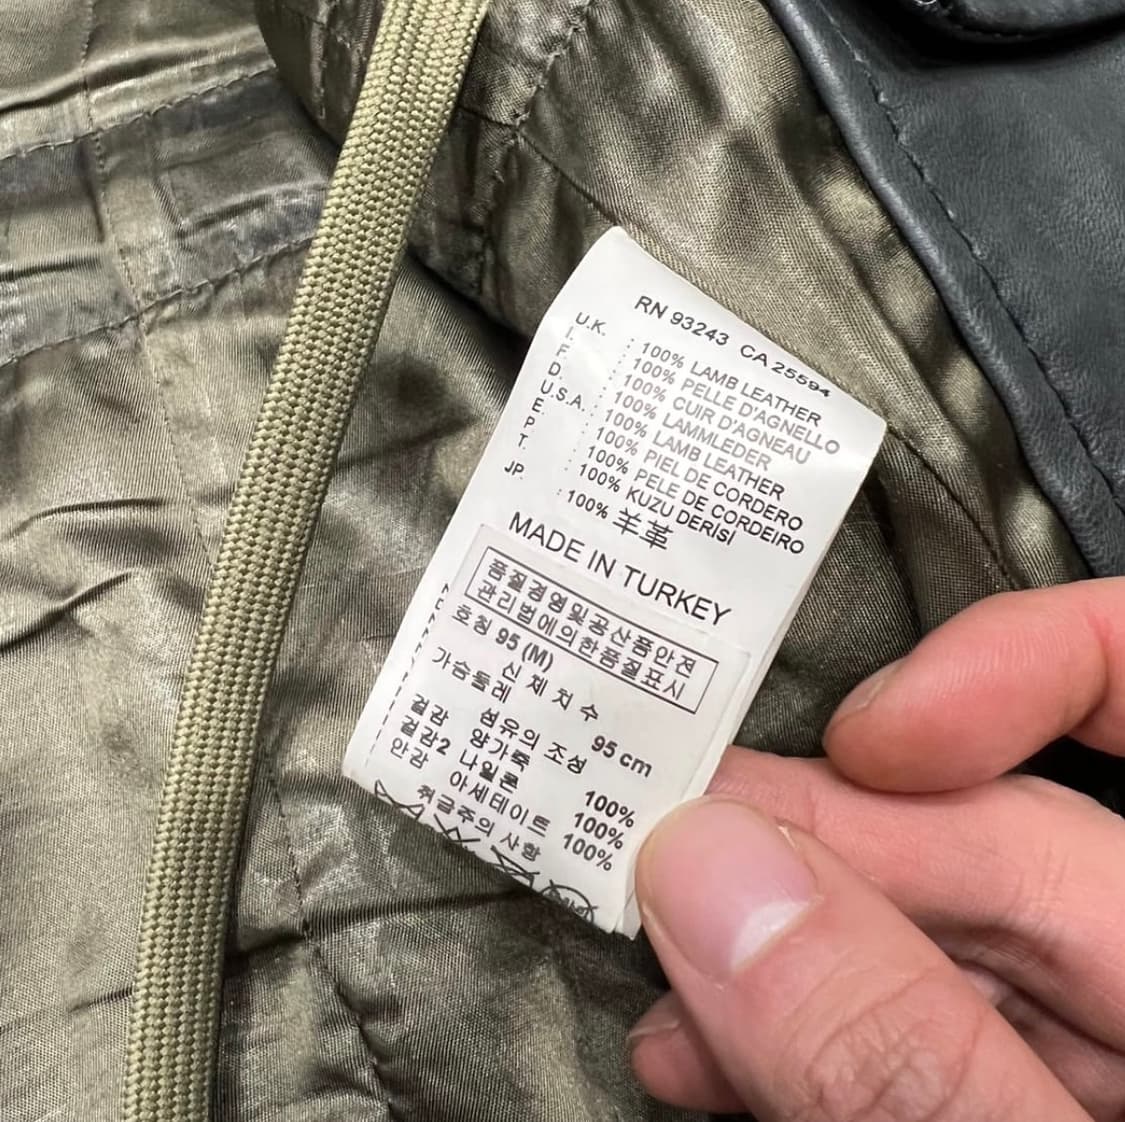 RN 93243 CA 25594
U.K. : 100% LAMB LEATHER
I. : 100% PELLE D'AGNELLO
F : 100% CUIR D'AGNEAU
D. : 100% LAMMLEDER
U.S.A. : 100% LAMB LEATHER
E. : 100% PIEL DE CORDERO
P : 100% PELE DE CORDEIRO
T : 100% KUZU DERISİ
JP. : 100% 羊革
MADE IN TURKEY
품질경영및공산품안전
관리법에의한품질표시
호칭 95 (M)
신체치수
가슴둘레 95 cm
섬유의 조성
겉감 양가죽 100%
겉감2 나일론 100%
안감 아세테이트 100%
취급주의 사항